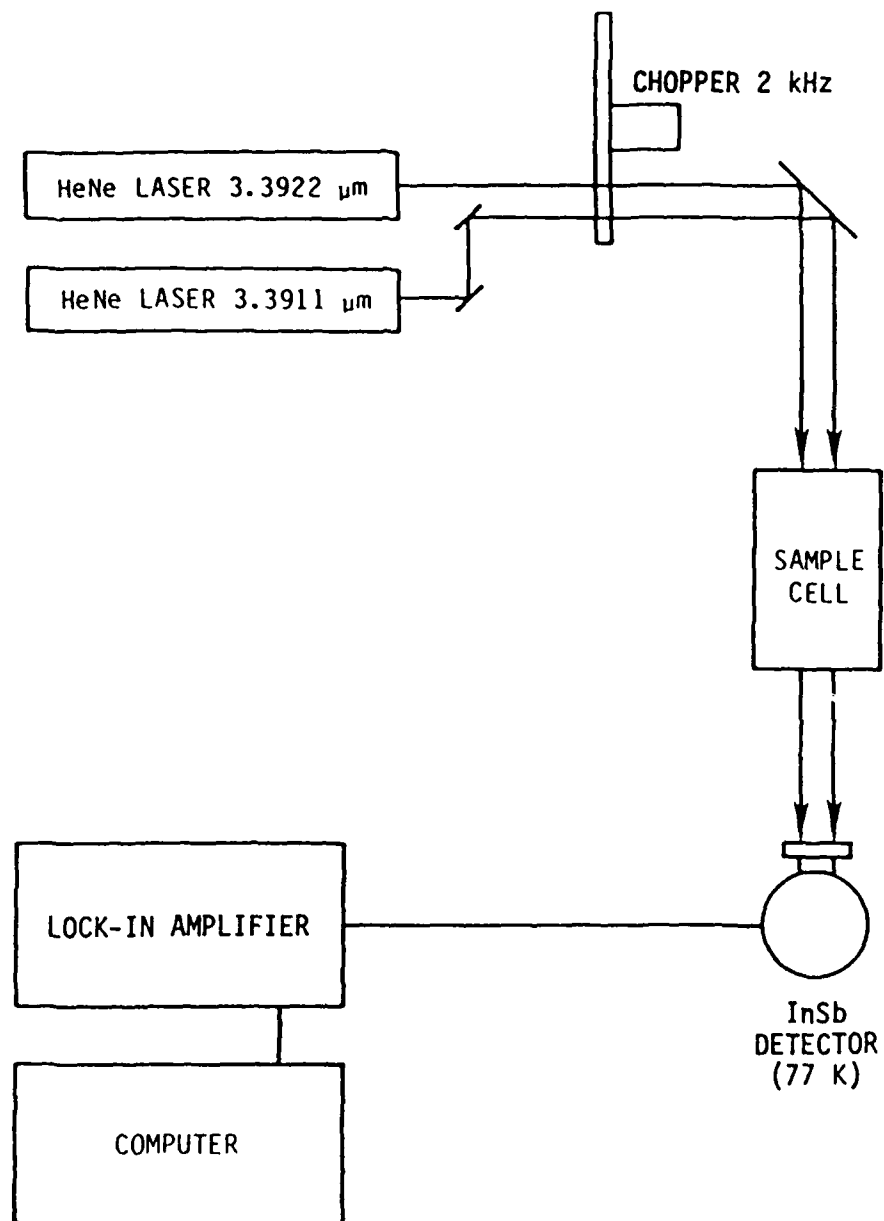 CHOPPER 2 kHz
HeNe LASER 3.3922 μm
HeNe LASER 3.3911 μm
SAMPLE
CELL
LOCK-IN AMPLIFIER
InSb
DETECTOR
(77 K)
COMPUTER